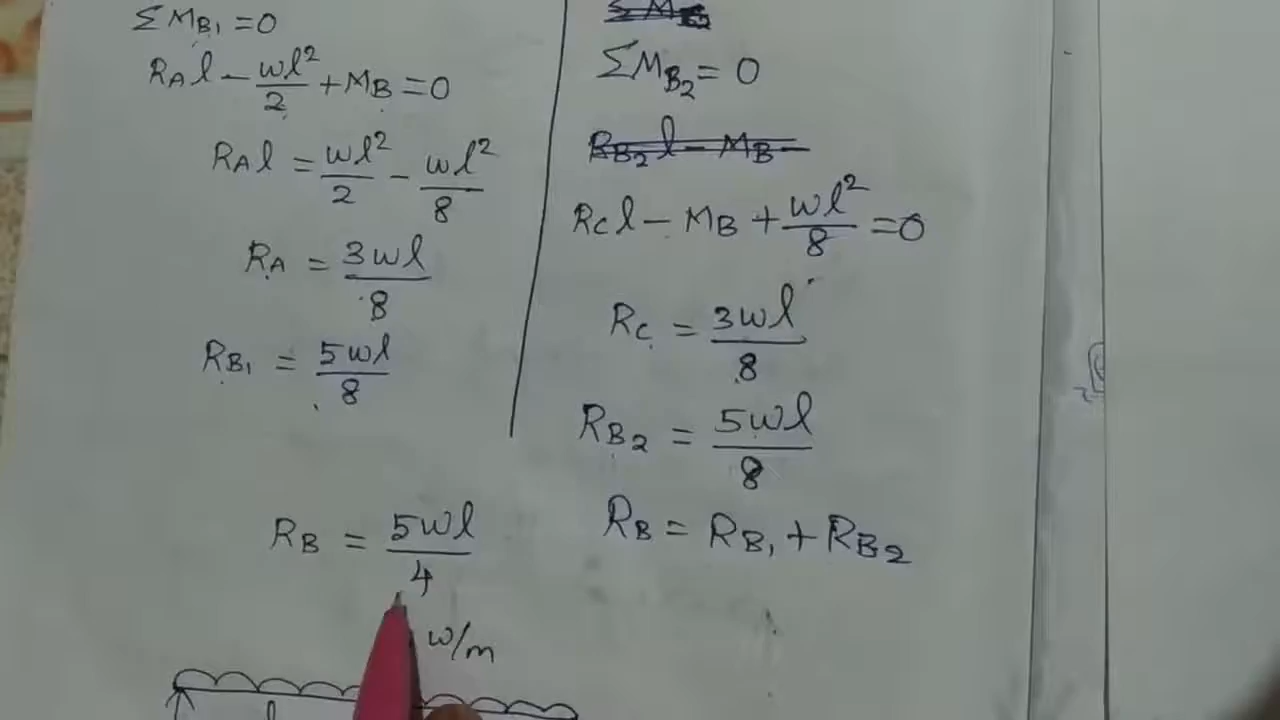 ΣM_B₁ = 0
R_A l − wl²/2 + M_B = 0
R_A l = wl²/2 − wl²/8
R_A = 3wl/8
R_B₁ = 5wl/8
ΣM_B₂ = 0
R_B₂ l − M_B −
R_C l − M_B + wl²/8 = 0
R_C = 3wl/8
R_B₂ = 5wl/8
R_B = R_B₁ + R_B₂
R_B = 5wl/4
w/m
l